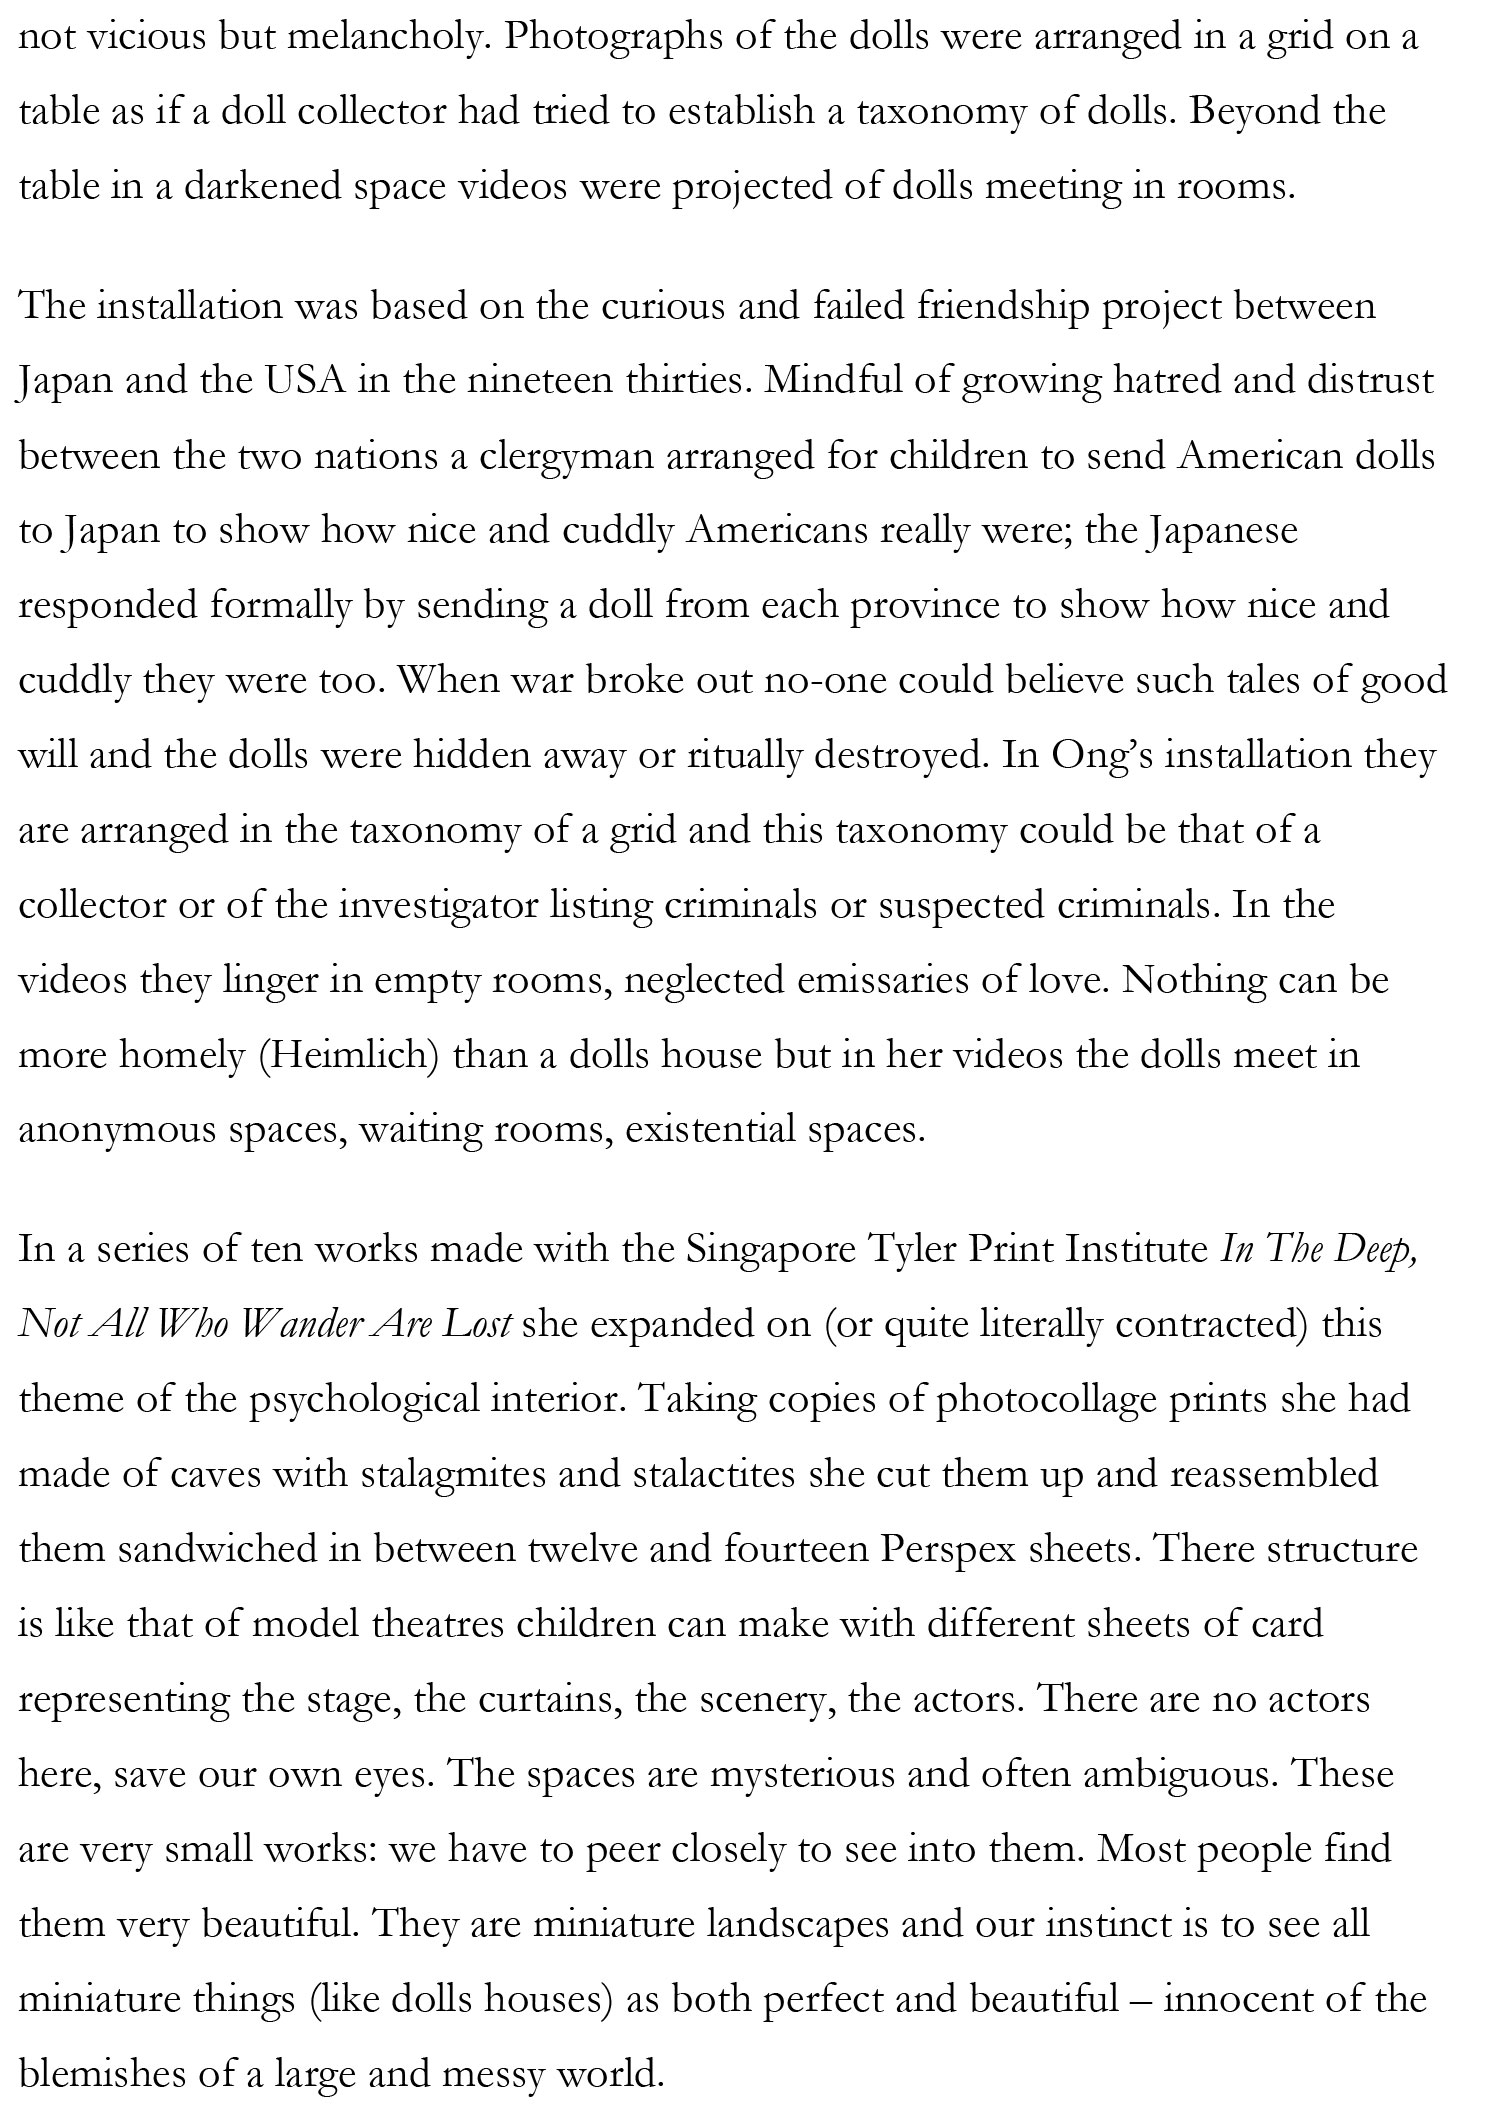 not vicious but melancholy. Photographs of the dolls were arranged in a grid on a
table as if a doll collector had tried to establish a taxonomy of dolls. Beyond the
table in a darkened space videos were projected of dolls meeting in rooms.
The installation was based on the curious and failed friendship project between
Japan and the USA in the nineteen thirties. Mindful of growing hatred and distrust
between the two nations a clergyman arranged for children to send American dolls
to Japan to show how nice and cuddly Americans really were; the Japanese
responded formally by sending a doll from each province to show how nice and
cuddly they were too. When war broke out no-one could believe such tales of good
will and the dolls were hidden away or ritually destroyed. In Ong’s installation they
are arranged in the taxonomy of a grid and this taxonomy could be that of a
collector or of the investigator listing criminals or suspected criminals. In the
videos they linger in empty rooms, neglected emissaries of love. Nothing can be
more homely (Heimlich) than a dolls house but in her videos the dolls meet in
anonymous spaces, waiting rooms, existential spaces.
In a series of ten works made with the Singapore Tyler Print Institute In The Deep,
Not All Who Wander Are Lost she expanded on (or quite literally contracted) this
theme of the psychological interior. Taking copies of photocollage prints she had
made of caves with stalagmites and stalactites she cut them up and reassembled
them sandwiched in between twelve and fourteen Perspex sheets. There structure
is like that of model theatres children can make with different sheets of card
representing the stage, the curtains, the scenery, the actors. There are no actors
here, save our own eyes. The spaces are mysterious and often ambiguous. These
are very small works: we have to peer closely to see into them. Most people find
them very beautiful. They are miniature landscapes and our instinct is to see all
miniature things (like dolls houses) as both perfect and beautiful – innocent of the
blemishes of a large and messy world.